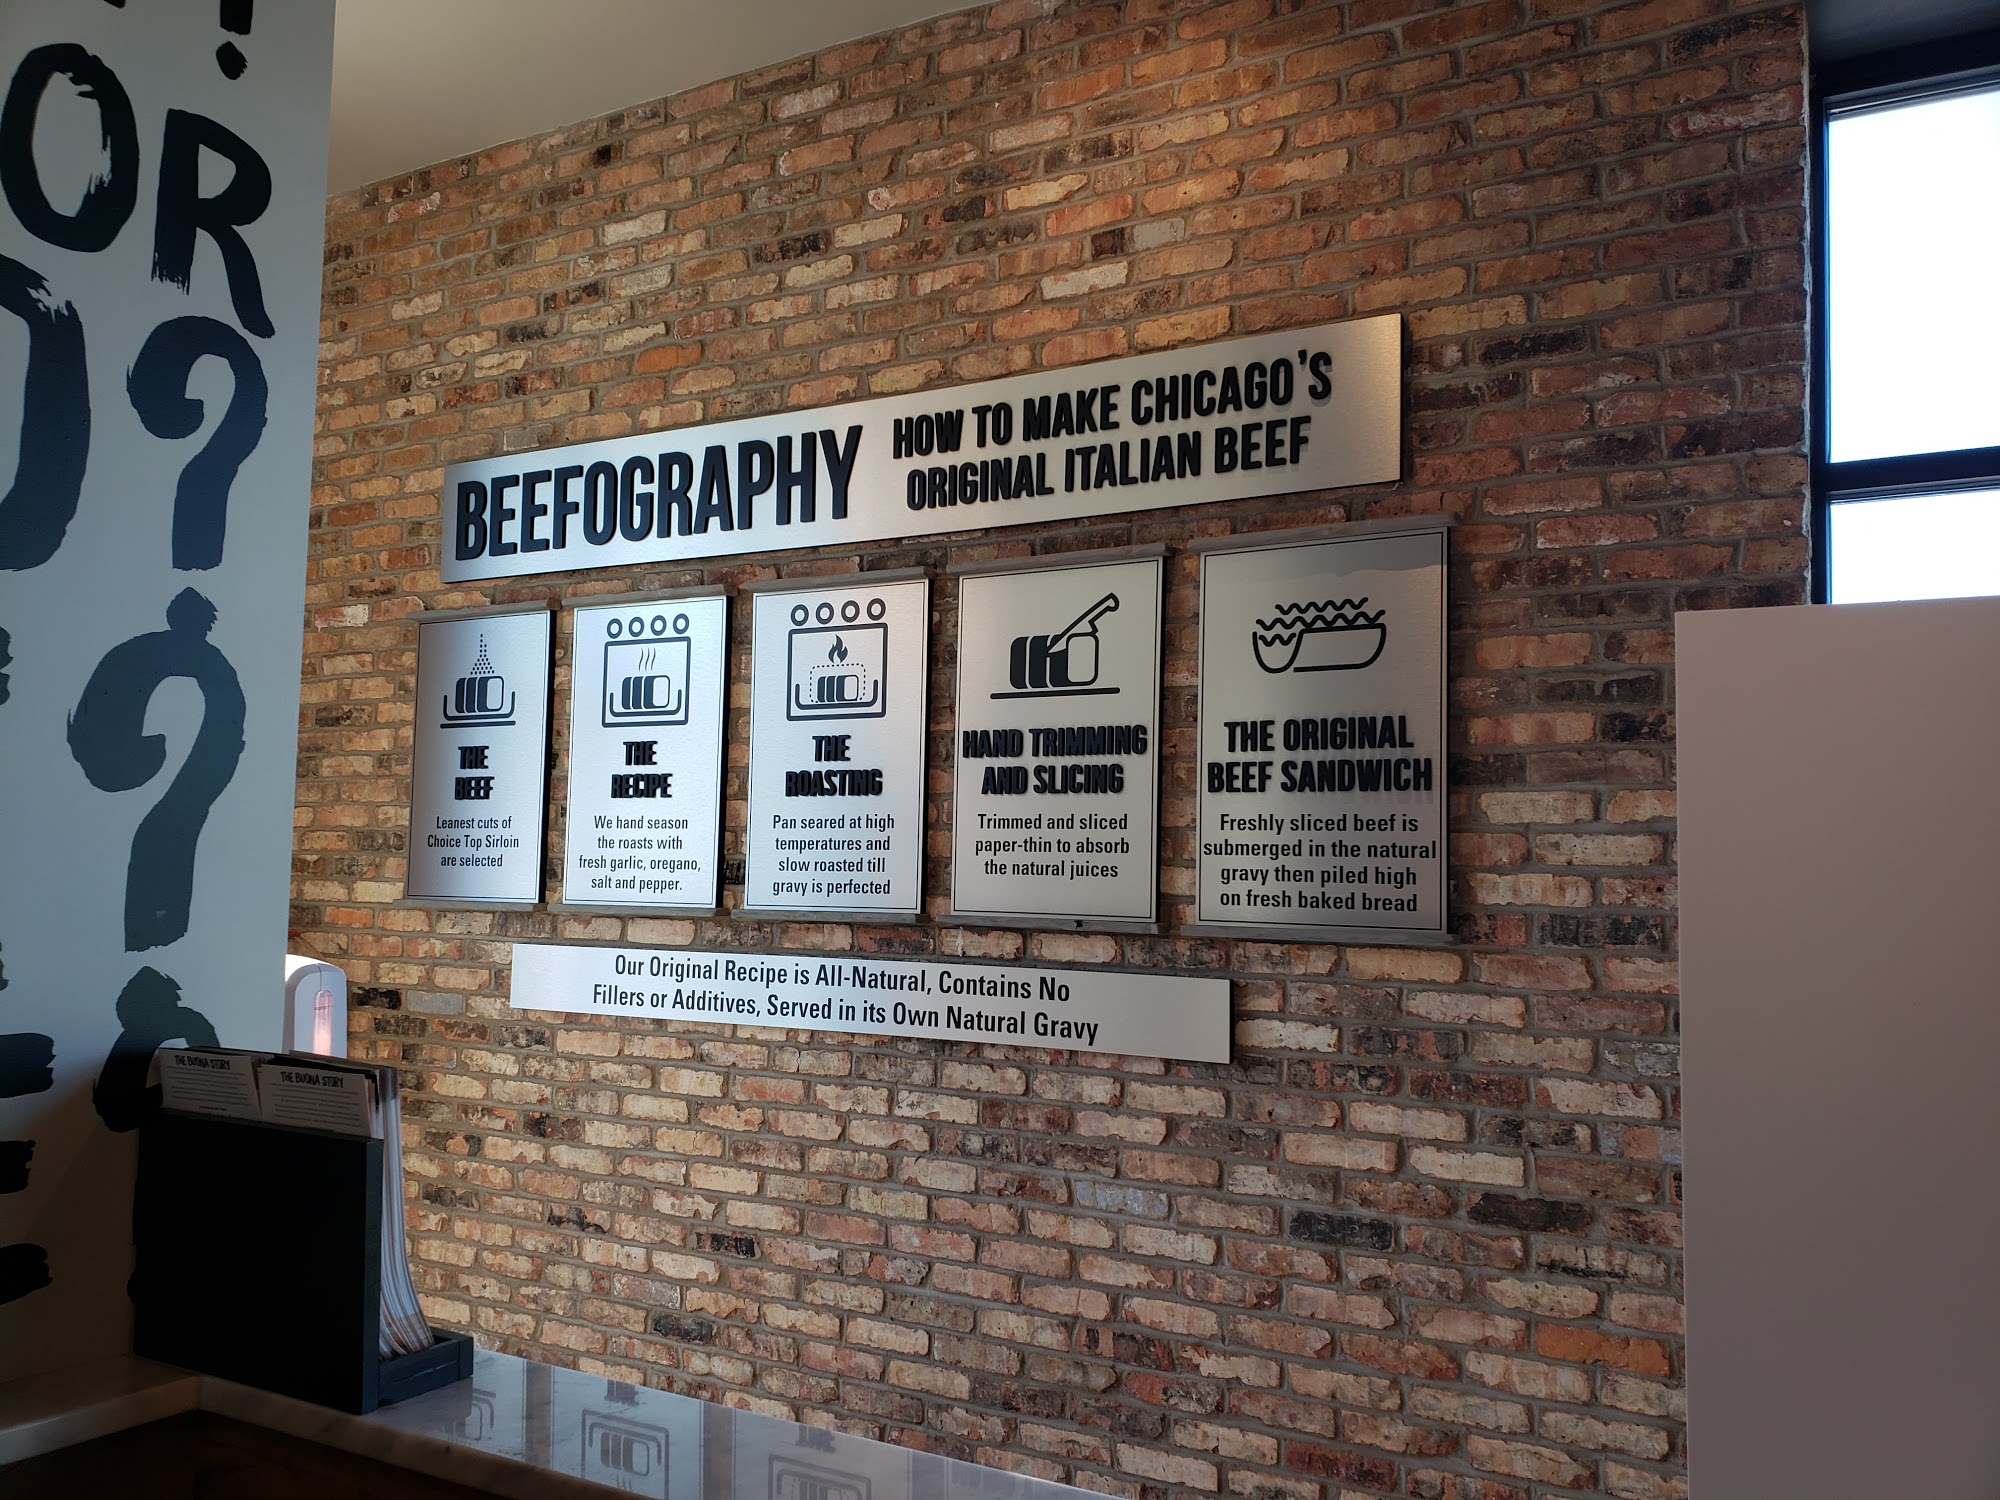 OR
?
?
BEEFOGRAPHY
HOW TO MAKE CHICAGO'S
ORIGINAL ITALIAN BEEF
THE
BEEF
Leanest cuts of
Choice Top Sirloin
are selected
THE
RECIPE
We hand season
the roasts with
fresh garlic, oregano,
salt and pepper.
THE
ROASTING
Pan seared at high
temperatures and
slow roasted till
gravy is perfected
HAND TRIMMING
AND SLICING
Trimmed and sliced
paper-thin to absorb
the natural juices
THE ORIGINAL
BEEF SANDWICH
Freshly sliced beef is
submerged in the natural
gravy then piled high
on fresh baked bread
Our Original Recipe is All-Natural, Contains No
Fillers or Additives, Served in its Own Natural Gravy
THE BUONA STORY
THE BUONA STORY